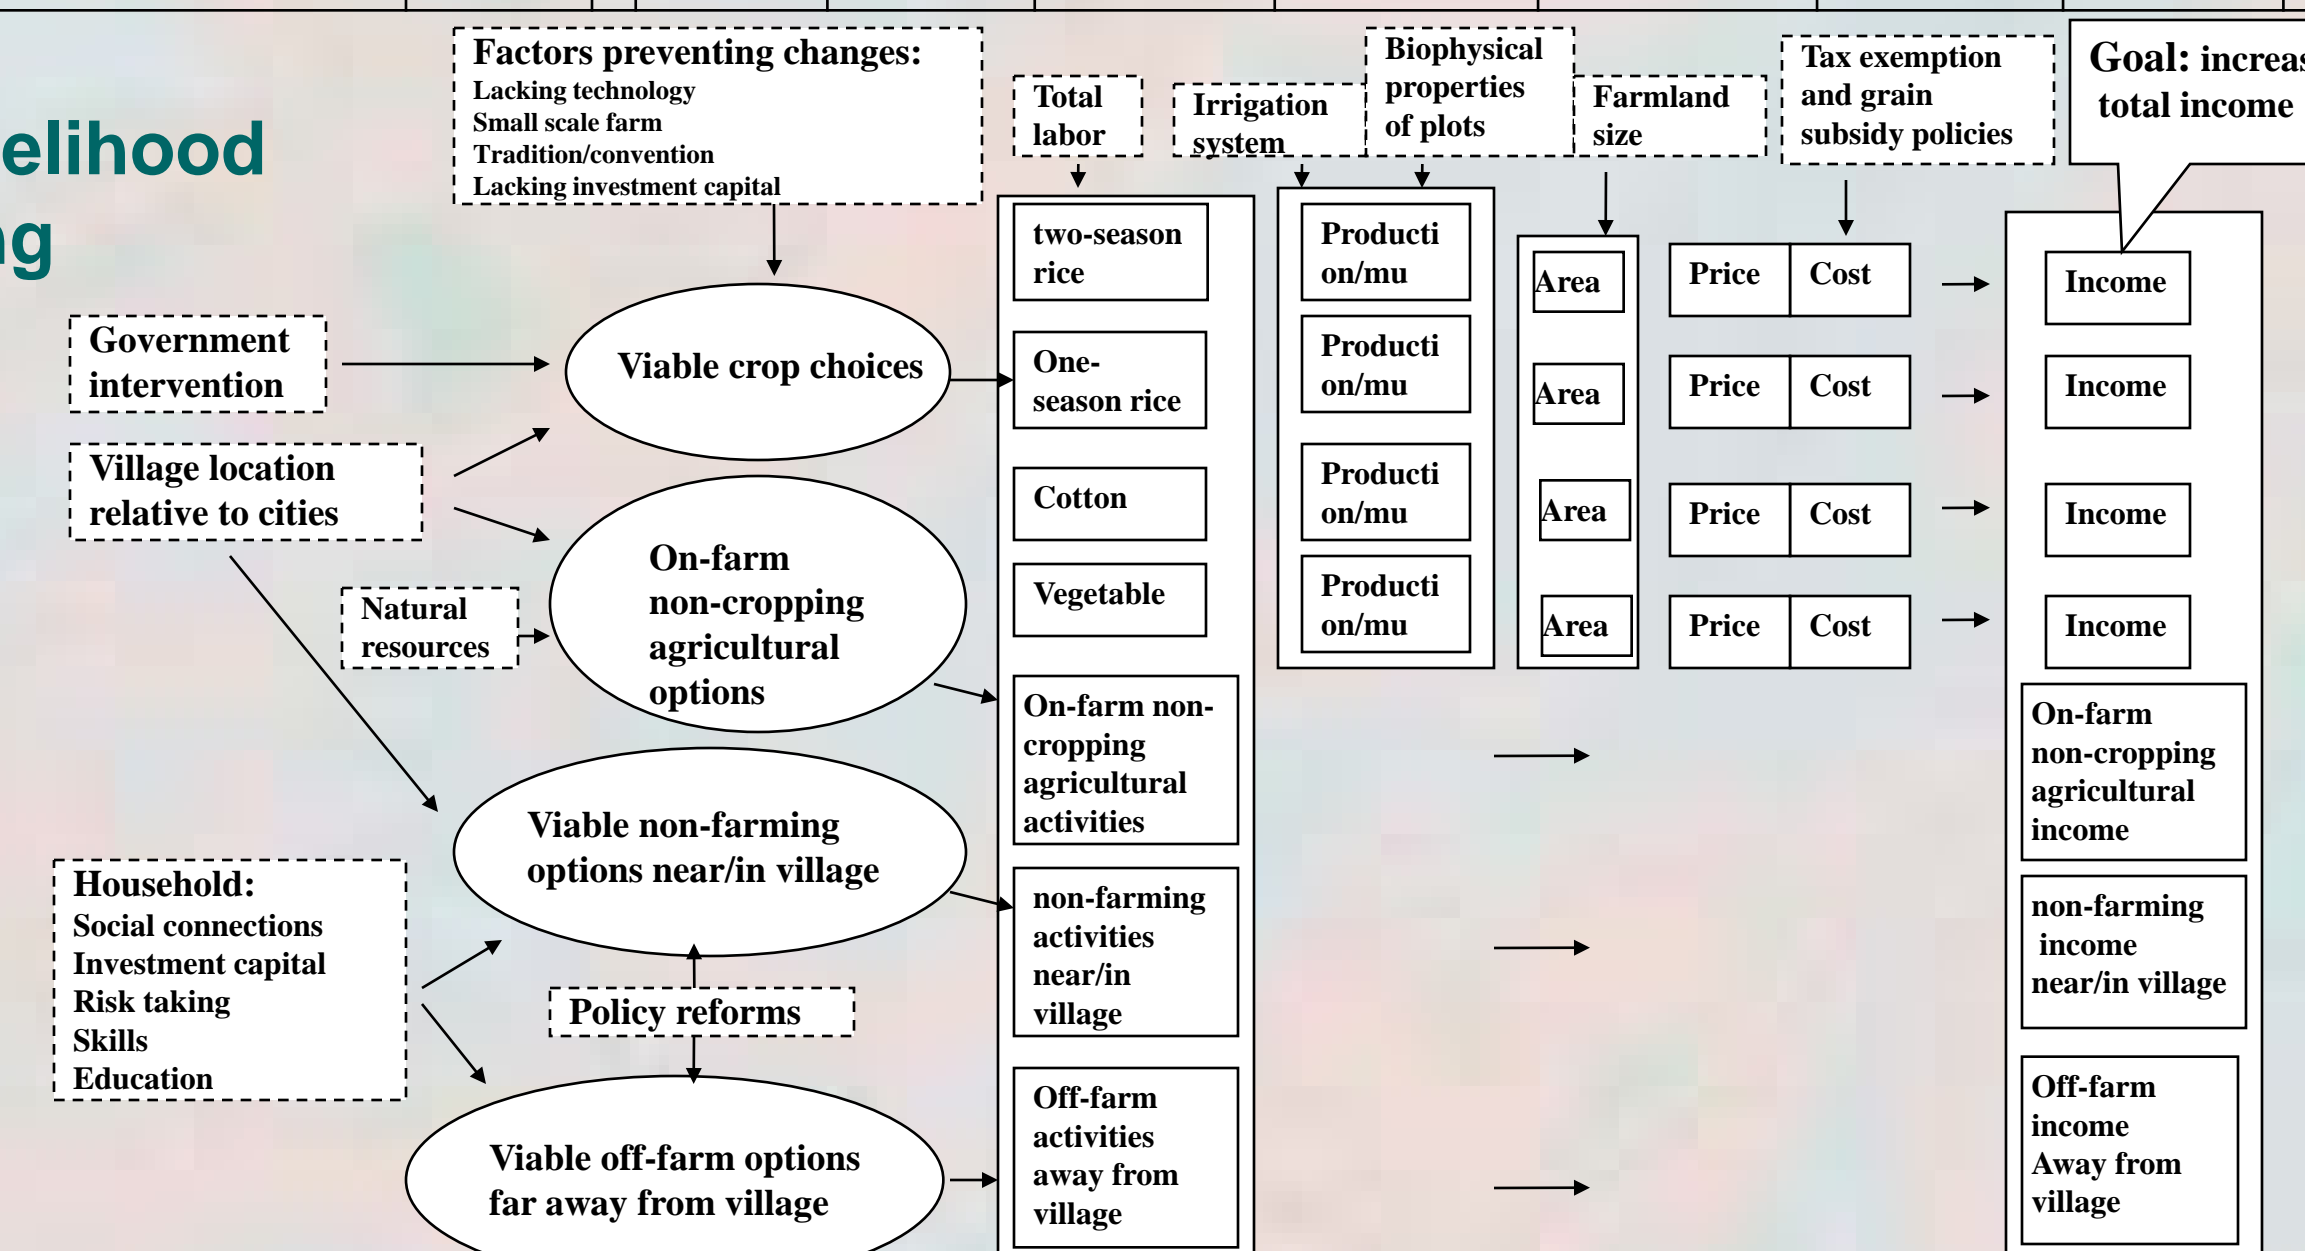 elihood
ng
Factors preventing changes:
Lacking technology
Small scale farm
Tradition/convention
Lacking investment capital
Total
labor
Irrigation
system
Biophysical
properties
of plots
Farmland
size
Tax exemption
and grain
subsidy policies
Goal: increas
total income
Government
intervention
Village location
relative to cities
Natural
resources
Household:
Social connections
Investment capital
Risk taking
Skills
Education
Viable crop choices
On-farm
non-cropping
agricultural
options
Viable non-farming
options near/in village
Policy reforms
Viable off-farm options
far away from village
two-season
rice
Producti
on/mu
Area
Price
Cost
Income
One-
season rice
Producti
on/mu
Area
Price
Cost
Income
Cotton
Producti
on/mu
Area
Price
Cost
Income
Vegetable
Producti
on/mu
Area
Price
Cost
Income
On-farm non-
cropping
agricultural
activities
On-farm
non-cropping
agricultural
income
non-farming
activities
near/in
village
non-farming
income
near/in village
Off-farm
activities
away from
village
Off-farm
income
Away from
village